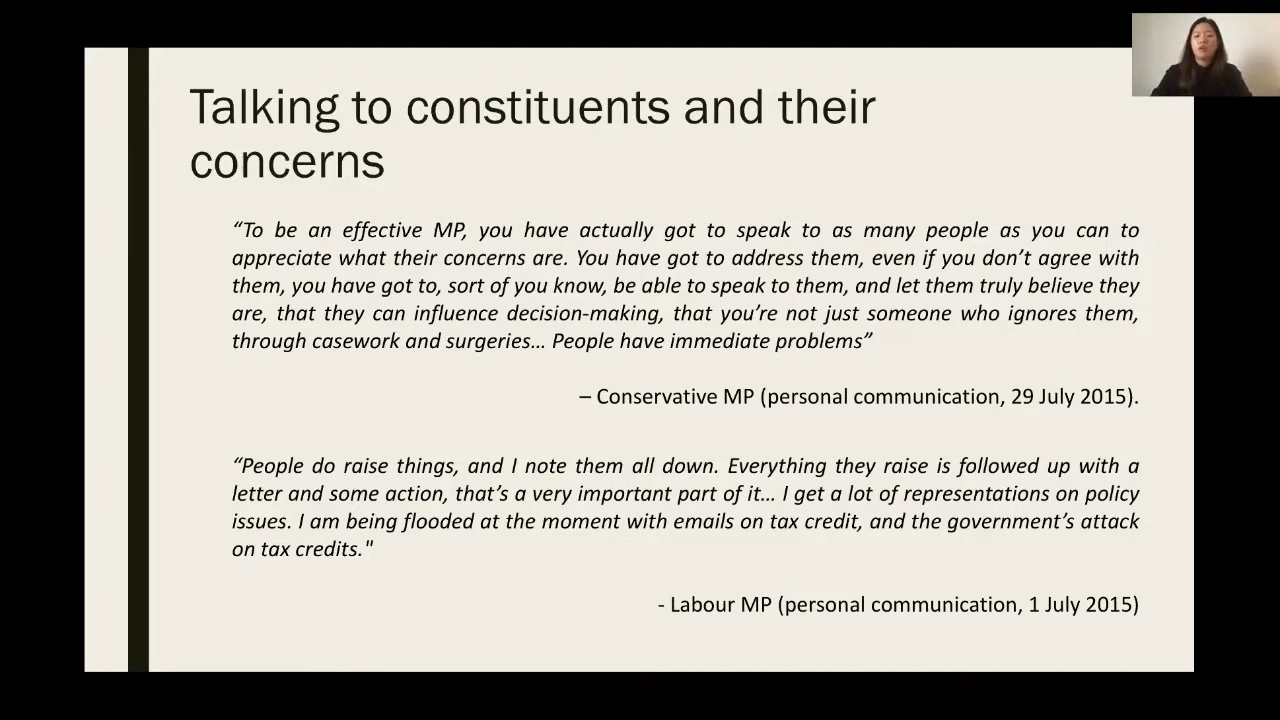 Talking to constituents and their
concerns
“To be an effective MP, you have actually got to speak to as many people as you can to
appreciate what their concerns are. You have got to address them, even if you don’t agree with
them, you have got to, sort of you know, be able to speak to them, and let them truly believe they
are, that they can influence decision-making, that you’re not just someone who ignores them,
through casework and surgeries… People have immediate problems”
– Conservative MP (personal communication, 29 July 2015).
“People do raise things, and I note them all down. Everything they raise is followed up with a
letter and some action, that’s a very important part of it… I get a lot of representations on policy
issues. I am being flooded at the moment with emails on tax credit, and the government’s attack
on tax credits."
- Labour MP (personal communication, 1 July 2015)